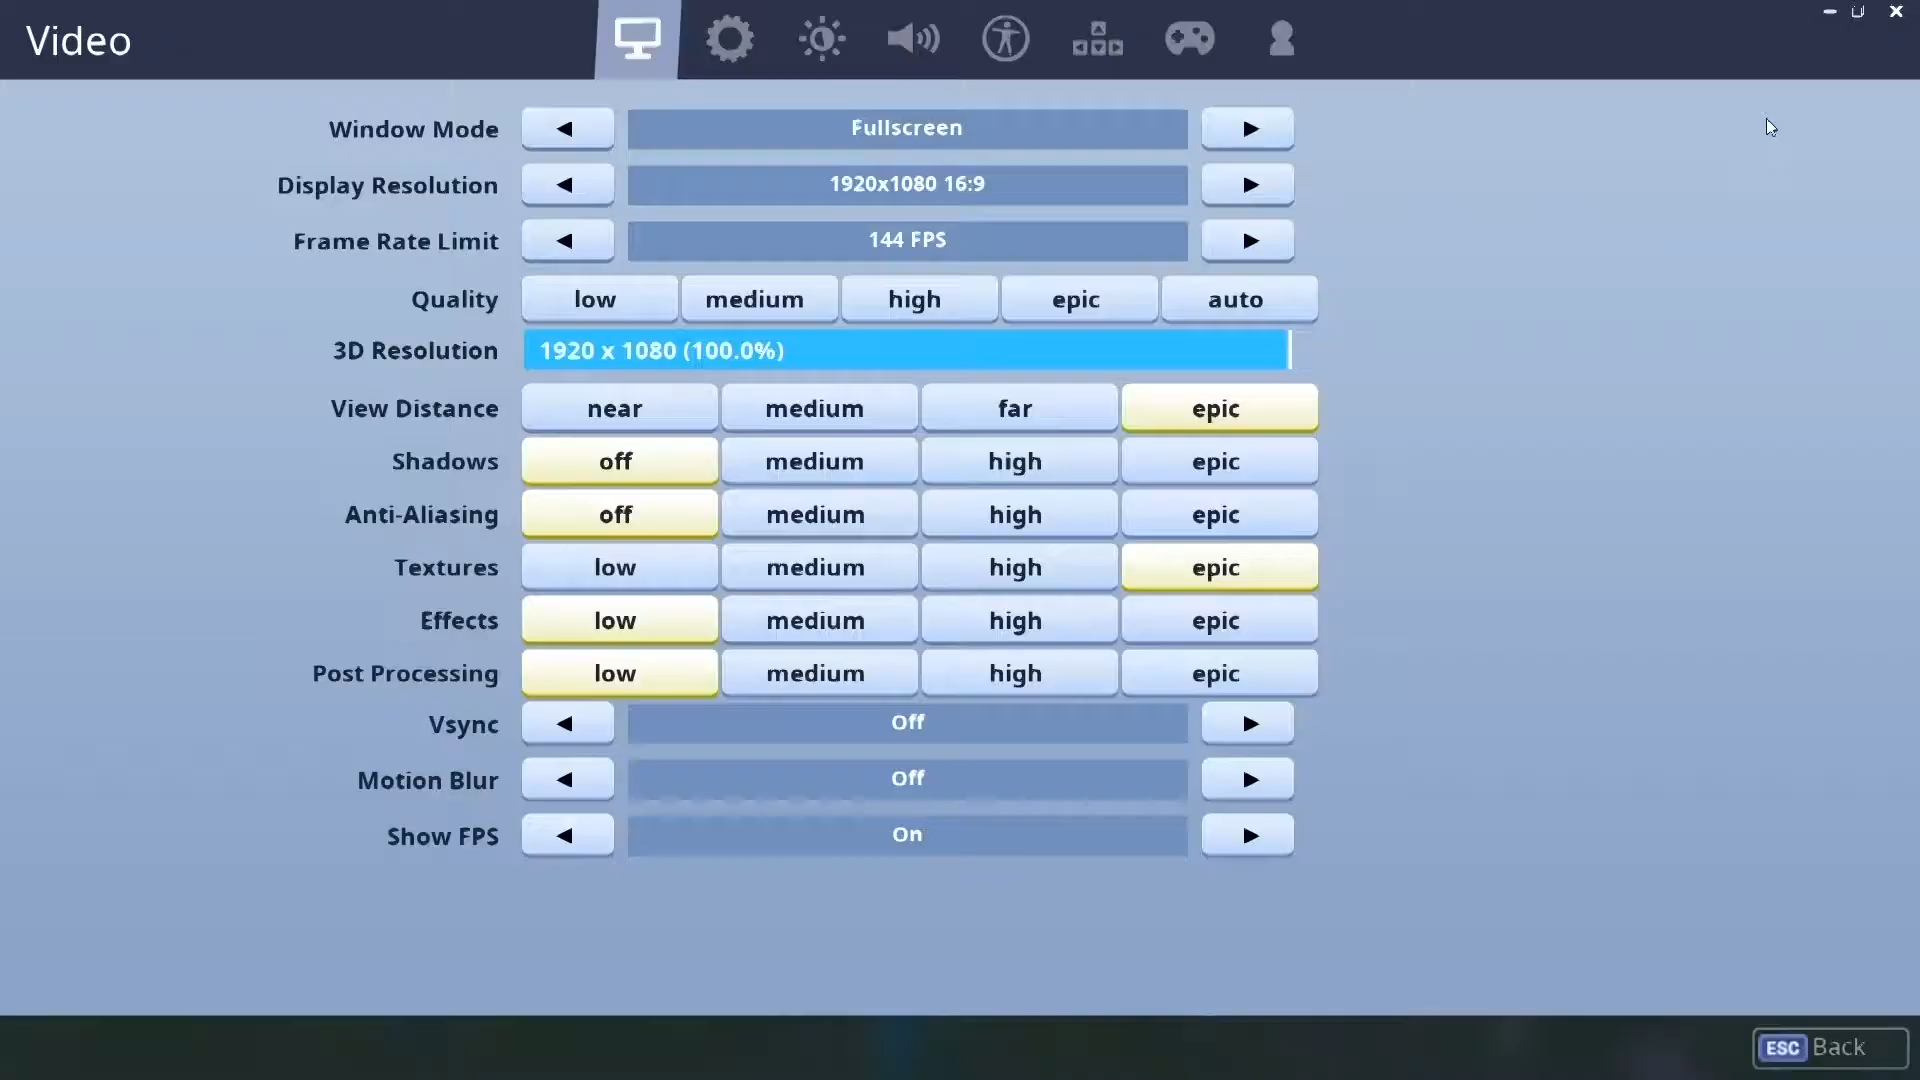 Video
Window Mode Fullscreen
Display Resolution 1920x1080 16:9
Frame Rate Limit 144 FPS
Quality low medium high epic auto
3D Resolution 1920 x 1080 (100.0%)
View Distance near medium far epic
Shadows off medium high epic
Anti-Aliasing off medium high epic
Textures low medium high epic
Effects low medium high epic
Post Processing low medium high epic
Vsync Off
Motion Blur Off
Show FPS On
ESC Back